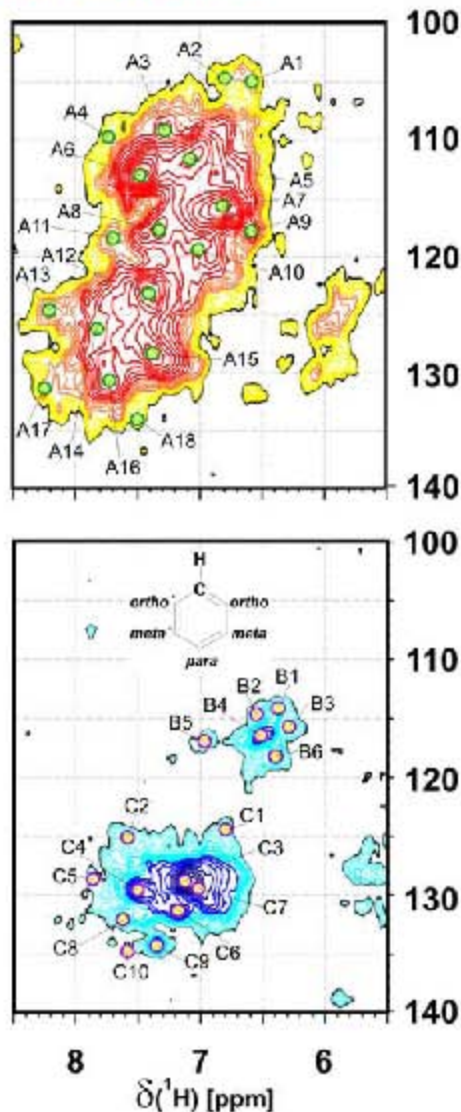 100
A2
A3
A1
A4
110
A6
A5
A8
A7
A11
A9
A12
120
A13
A10
A15
130
A17
A14
A18
A16
140
100
H
C
ortho
ortho
meta
meta
para
110
B1
B2
B4
B3
B5
B6
120
C2
C1
C4
C3
C5
130
C7
C8
C6
C9
C10
140
8 7 6
δ(¹H) [ppm]